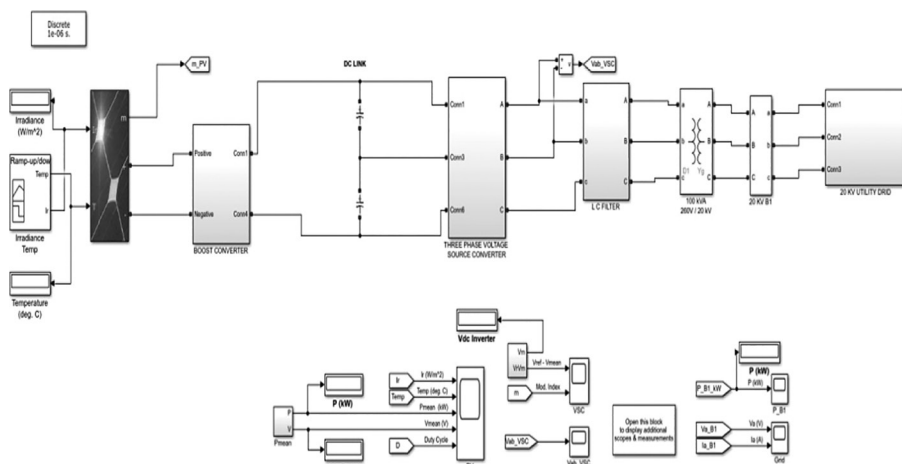 Discrete
1e-06 s.
m_PV
DC LINK
Vab_VSC
Irradiance
(W/m^2)
Ramp-up/dow
Temp
Ir
Irradiance
Temp
Temperature
(deg. C)
m
Positive
Negative
Conn1
Conn4
BOOST CONVERTER
Conn1
Conn3
Conn6
A
B
C
THREE PHASE VOLTAGE
SOURCE CONVERTER
+
-
v
a
b
c
A
B
C
L C FILTER
a
b
c
A
B
C
D1
Yg
100 kVA
260V / 20 kV
A
B
C
a
b
c
20 KV B1
Conn1
Conn2
Conn3
20 KV UTILITY DRID
Vdc Inverter
Vm
VrVm
Vref - Vmean
m
Mod. Index
VSC
Vab_VSC
Vab_VSC
P
V
Pmean
P (kW)
Ir
Ir (W/m^2)
Temp
Temp (deg. C)
Pmean (kW)
Vmean (V)
D
Duty Cycle
Open this block
to display additional
scopes & measurements
P (kW)
P_B1_kW
P (kW)
P_B1
Va_B1
Va (V)
Ia_B1
Ia (A)
Grid